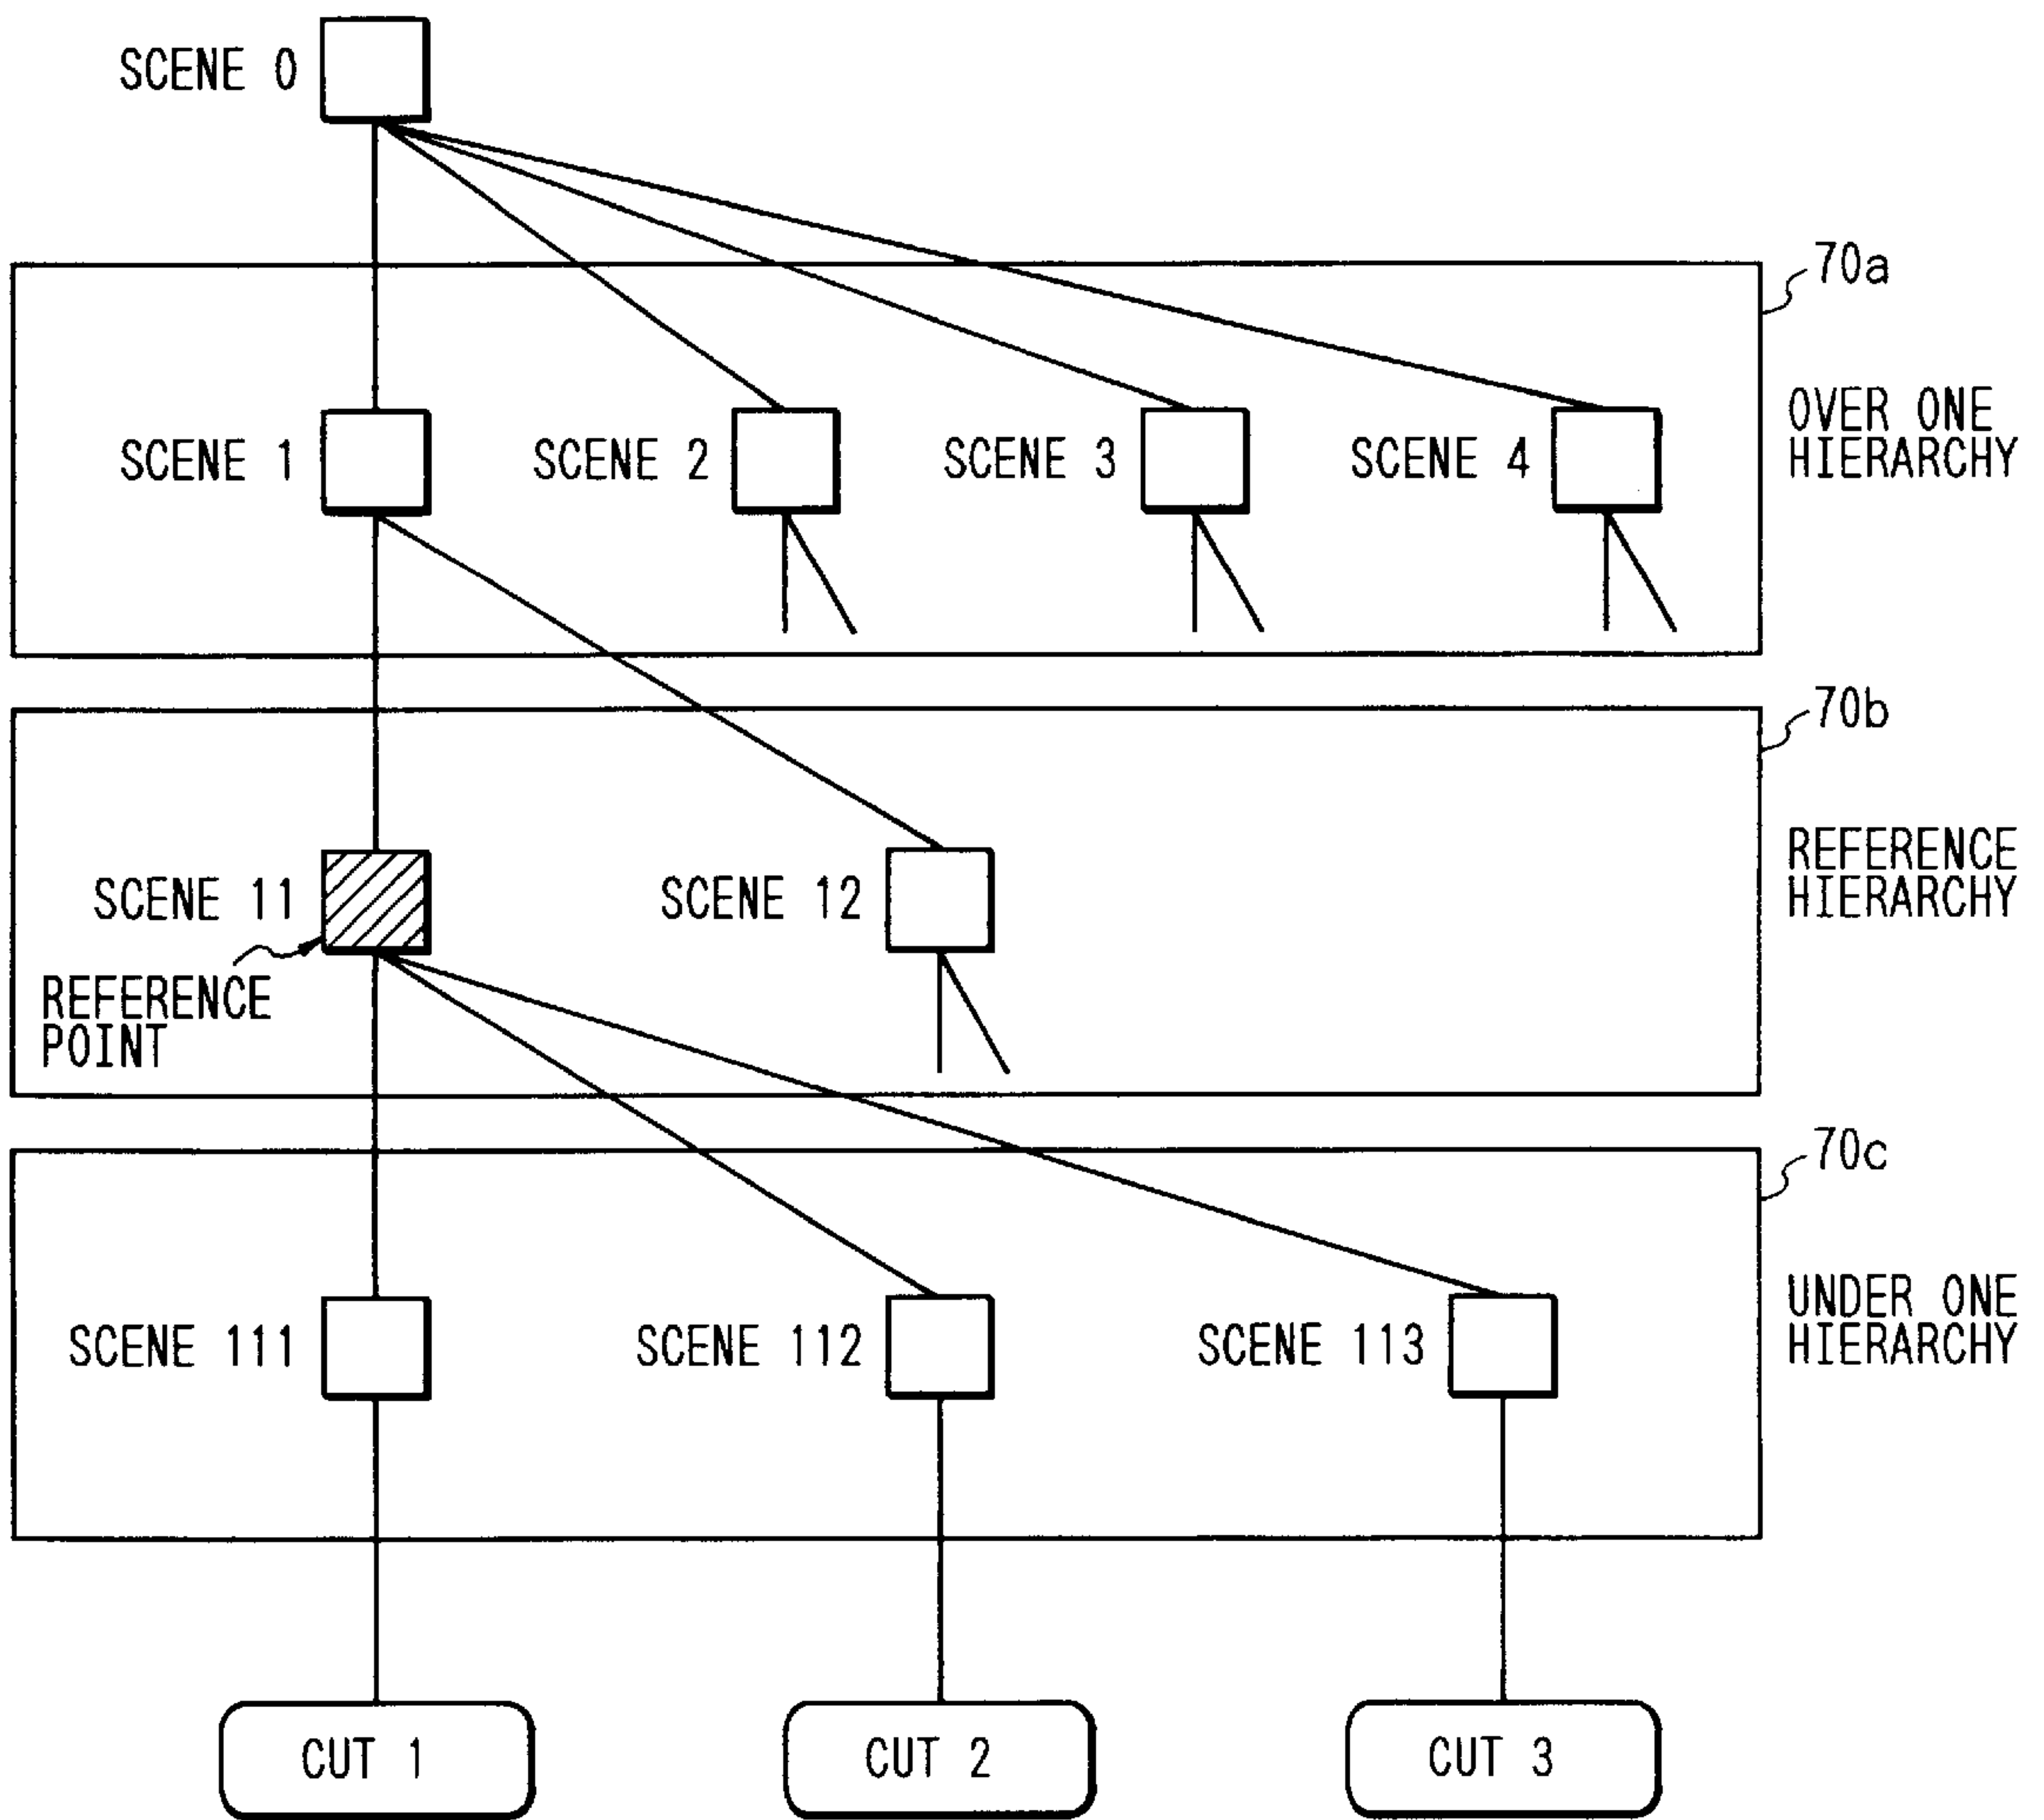 SCENE 0
70a
SCENE 1
SCENE 2
SCENE 3
SCENE 4
OVER ONE
HIERARCHY
70b
SCENE 11
SCENE 12
REFERENCE
HIERARCHY
REFERENCE
POINT
70c
SCENE 111
SCENE 112
SCENE 113
UNDER ONE
HIERARCHY
CUT 1
CUT 2
CUT 3